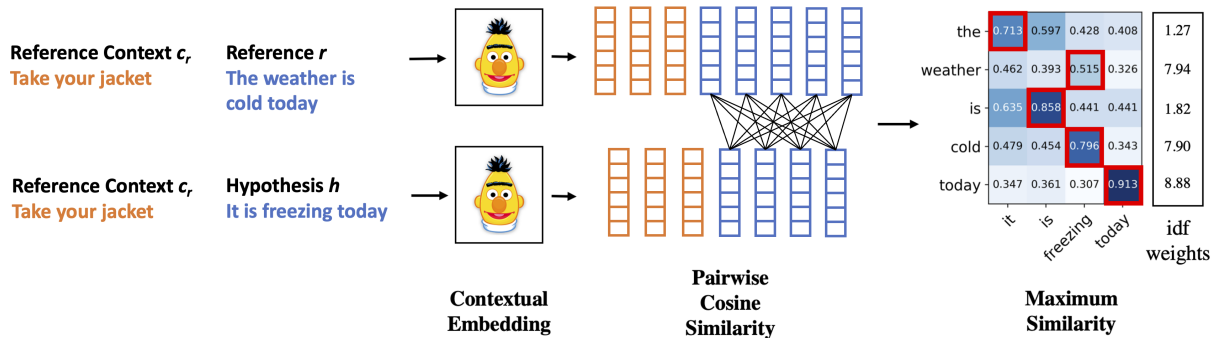 Reference Context cr
Take your jacket
Reference r
The weather is
cold today
Reference Context cr
Take your jacket
Hypothesis h
It is freezing today
Contextual
Embedding
Pairwise
Cosine
Similarity
the 0.713 0.597 0.428 0.408 1.27
weather 0.462 0.393 0.515 0.326 7.94
is 0.635 0.858 0.441 0.441 1.82
cold 0.479 0.454 0.796 0.343 7.90
today 0.347 0.361 0.307 0.913 8.88
it is freezing today
idf
weights
Maximum
Similarity